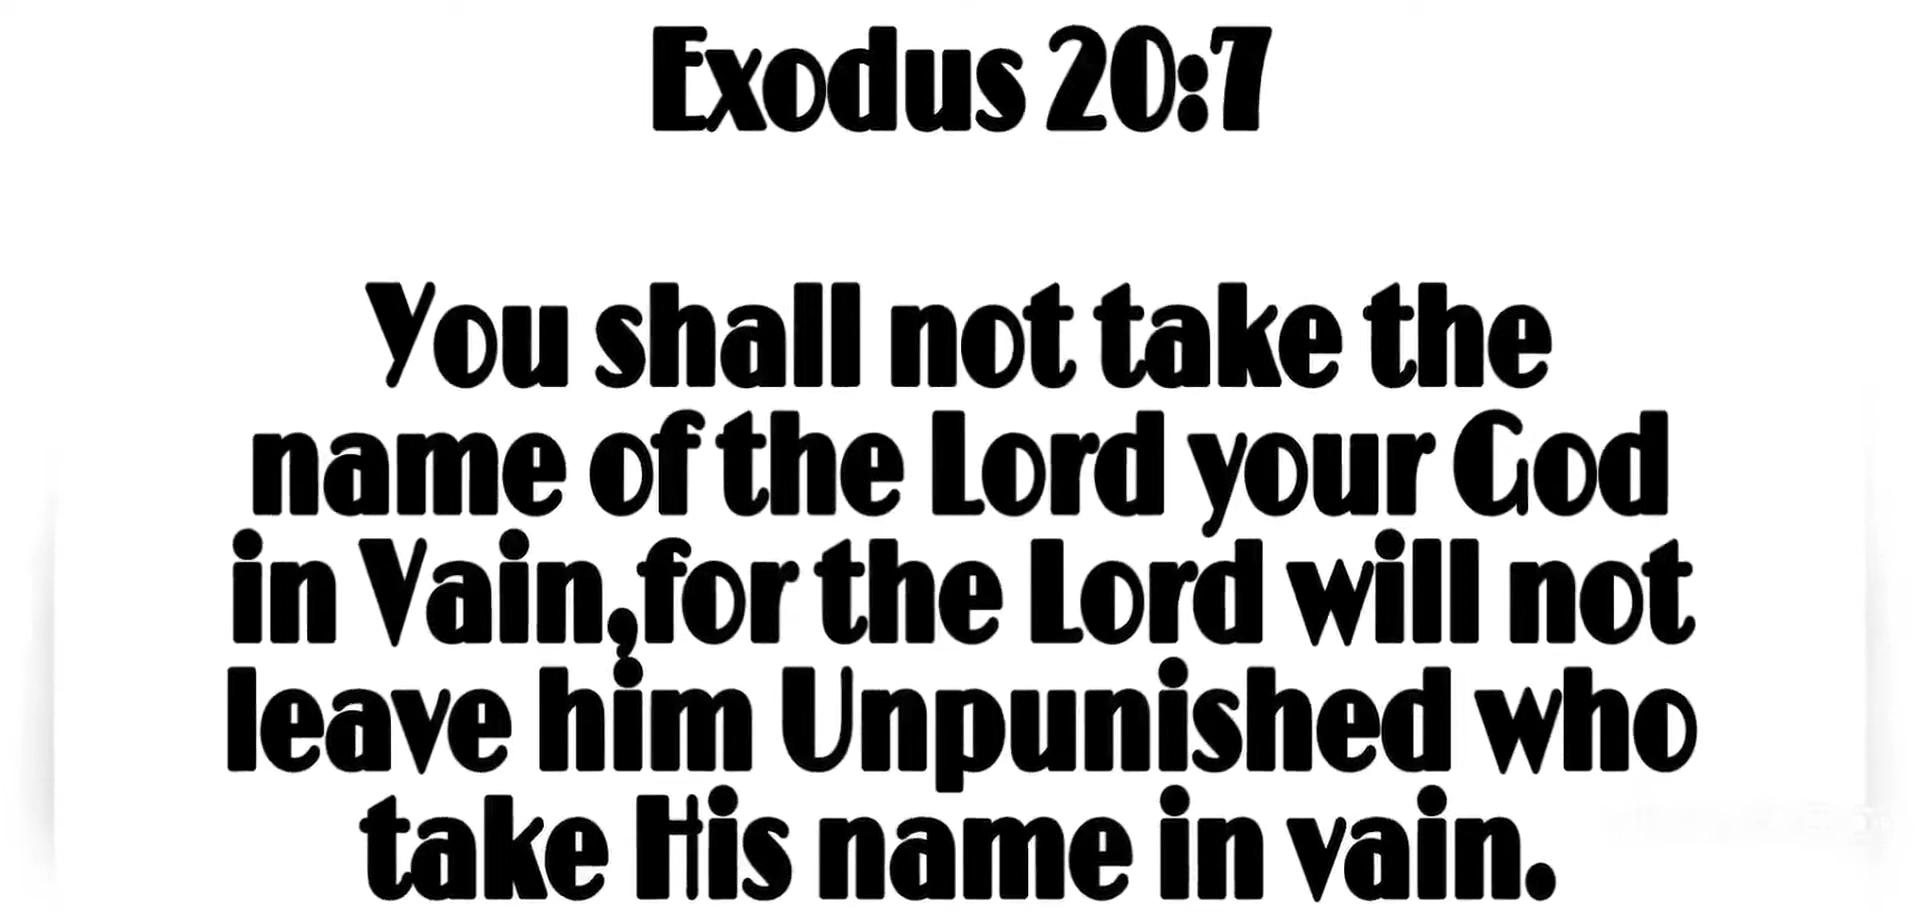 Exodus 20:7
You shall not take the
name of the Lord your God
in Vain,for the Lord will not
leave him Unpunished who
take His name in vain.